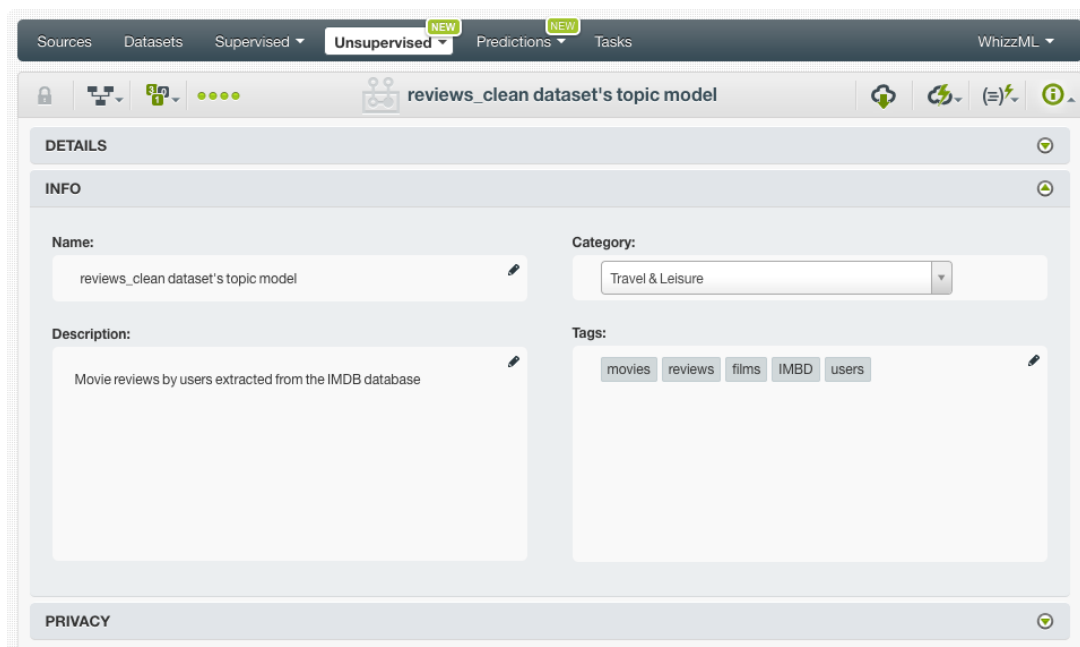 NEW NEW
Sources Datasets Supervised Unsupervised Predictions Tasks WhizzML
reviews_clean dataset's topic model
DETAILS
INFO
Name: Category:
reviews_clean dataset's topic model Travel & Leisure
Description: Tags:
movies reviews films IMBD users
Movie reviews by users extracted from the IMDB database
PRIVACY